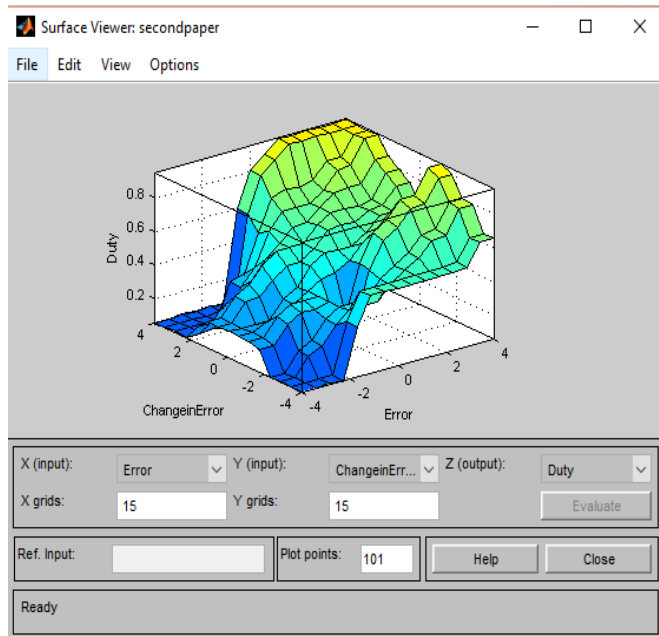 Surface Viewer: secondpaper
File Edit View Options
0.8
0.6
0.4
0.2
Duty
4
2
0
-2
-4
ChangeinError
-4
-2
0
2
4
Error
X (input): Error Y (input): ChangeinErr... Z (output): Duty
X grids: 15 Y grids: 15 Evaluate
Ref. Input: Plot points: 101 Help Close
Ready